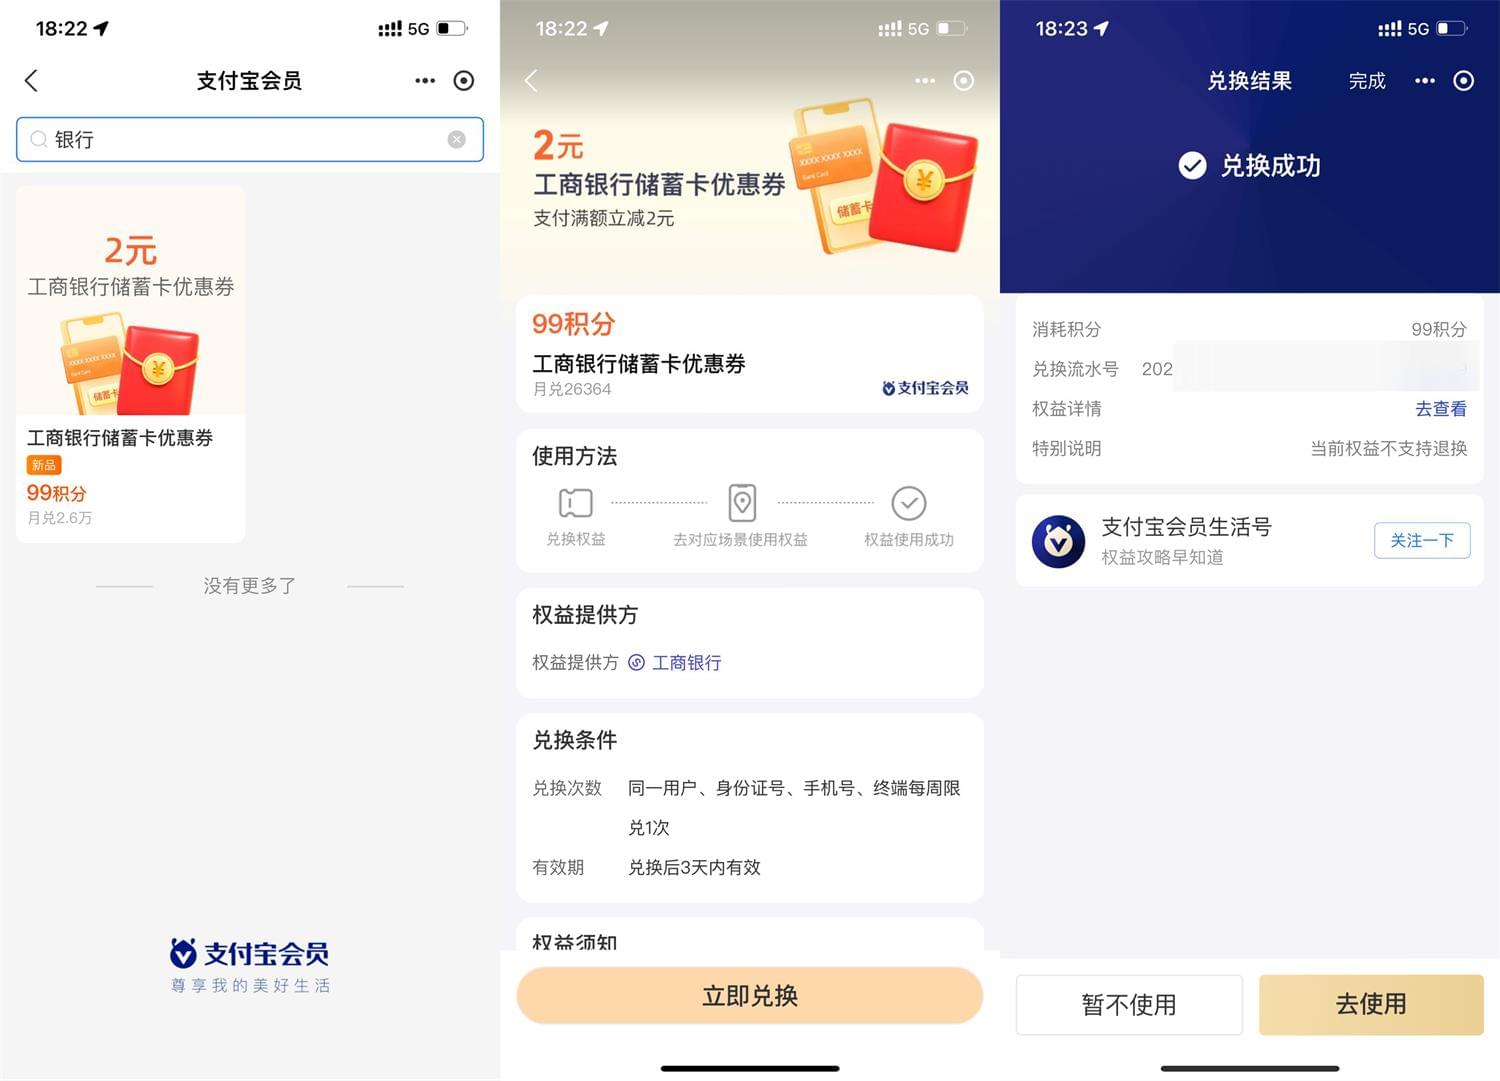 18:22
5G
支付宝会员
银行
2元
工商银行储蓄卡优惠券
XXXX XXXX XXXX
Bank Card
储蓄卡
工商银行储蓄卡优惠券
新品
99积分
月兑2.6万
没有更多了
支付宝会员
尊享我的美好生活
18:22
5G
2元
工商银行储蓄卡优惠券
支付满额立减2元
XXXX XXXX XXXX
Bank Card
储蓄卡
99积分
工商银行储蓄卡优惠券
月兑26364
支付宝会员
使用方法
兑换权益
去对应场景使用权益
权益使用成功
权益提供方
权益提供方 工商银行
兑换条件
兑换次数 同一用户、身份证号、手机号、终端每周限
兑1次
有效期 兑换后3天内有效
权益须知
立即兑换
18:23
5G
兑换结果 完成
兑换成功
消耗积分 99积分
兑换流水号 202
权益详情 去查看
特别说明 当前权益不支持退换
支付宝会员生活号
权益攻略早知道
关注一下
暂不使用
去使用